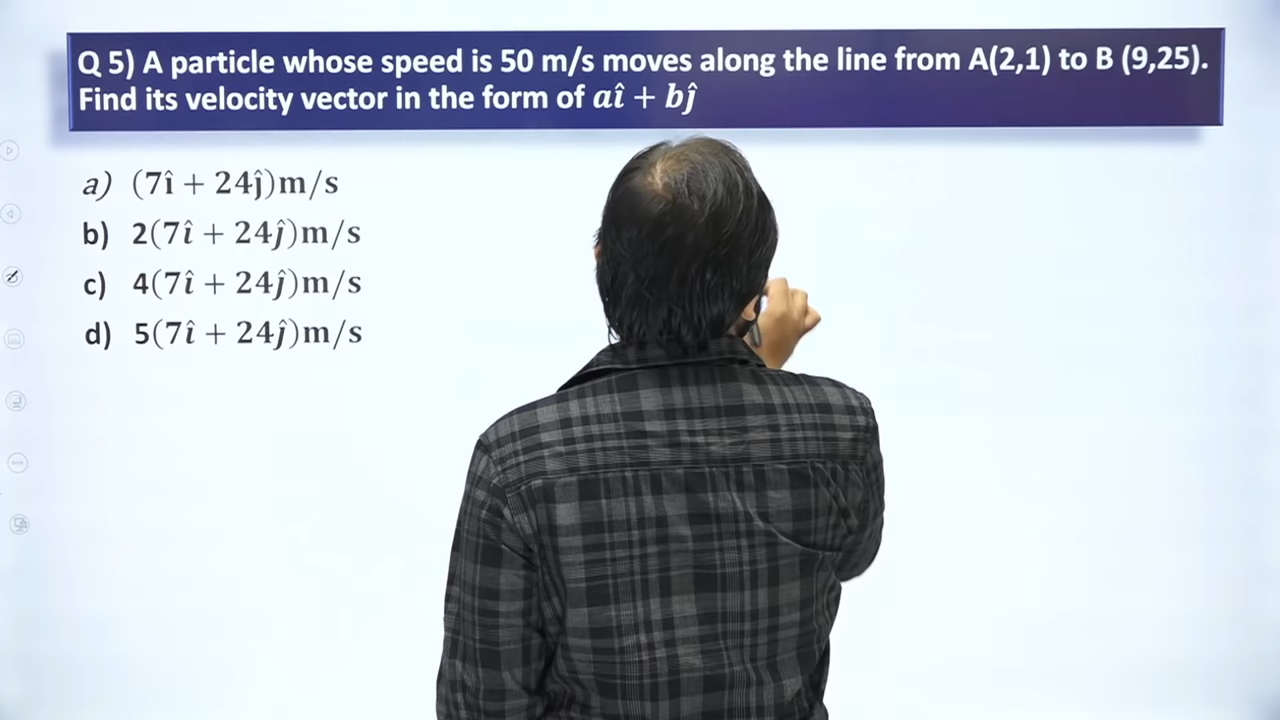 Q 5) A particle whose speed is 50 m/s moves along the line from A(2,1) to B (9,25).
Find its velocity vector in the form of aî + bĵ
a) (7î + 24ĵ)m/s
b) 2(7î + 24ĵ)m/s
c) 4(7î + 24ĵ)m/s
d) 5(7î + 24ĵ)m/s